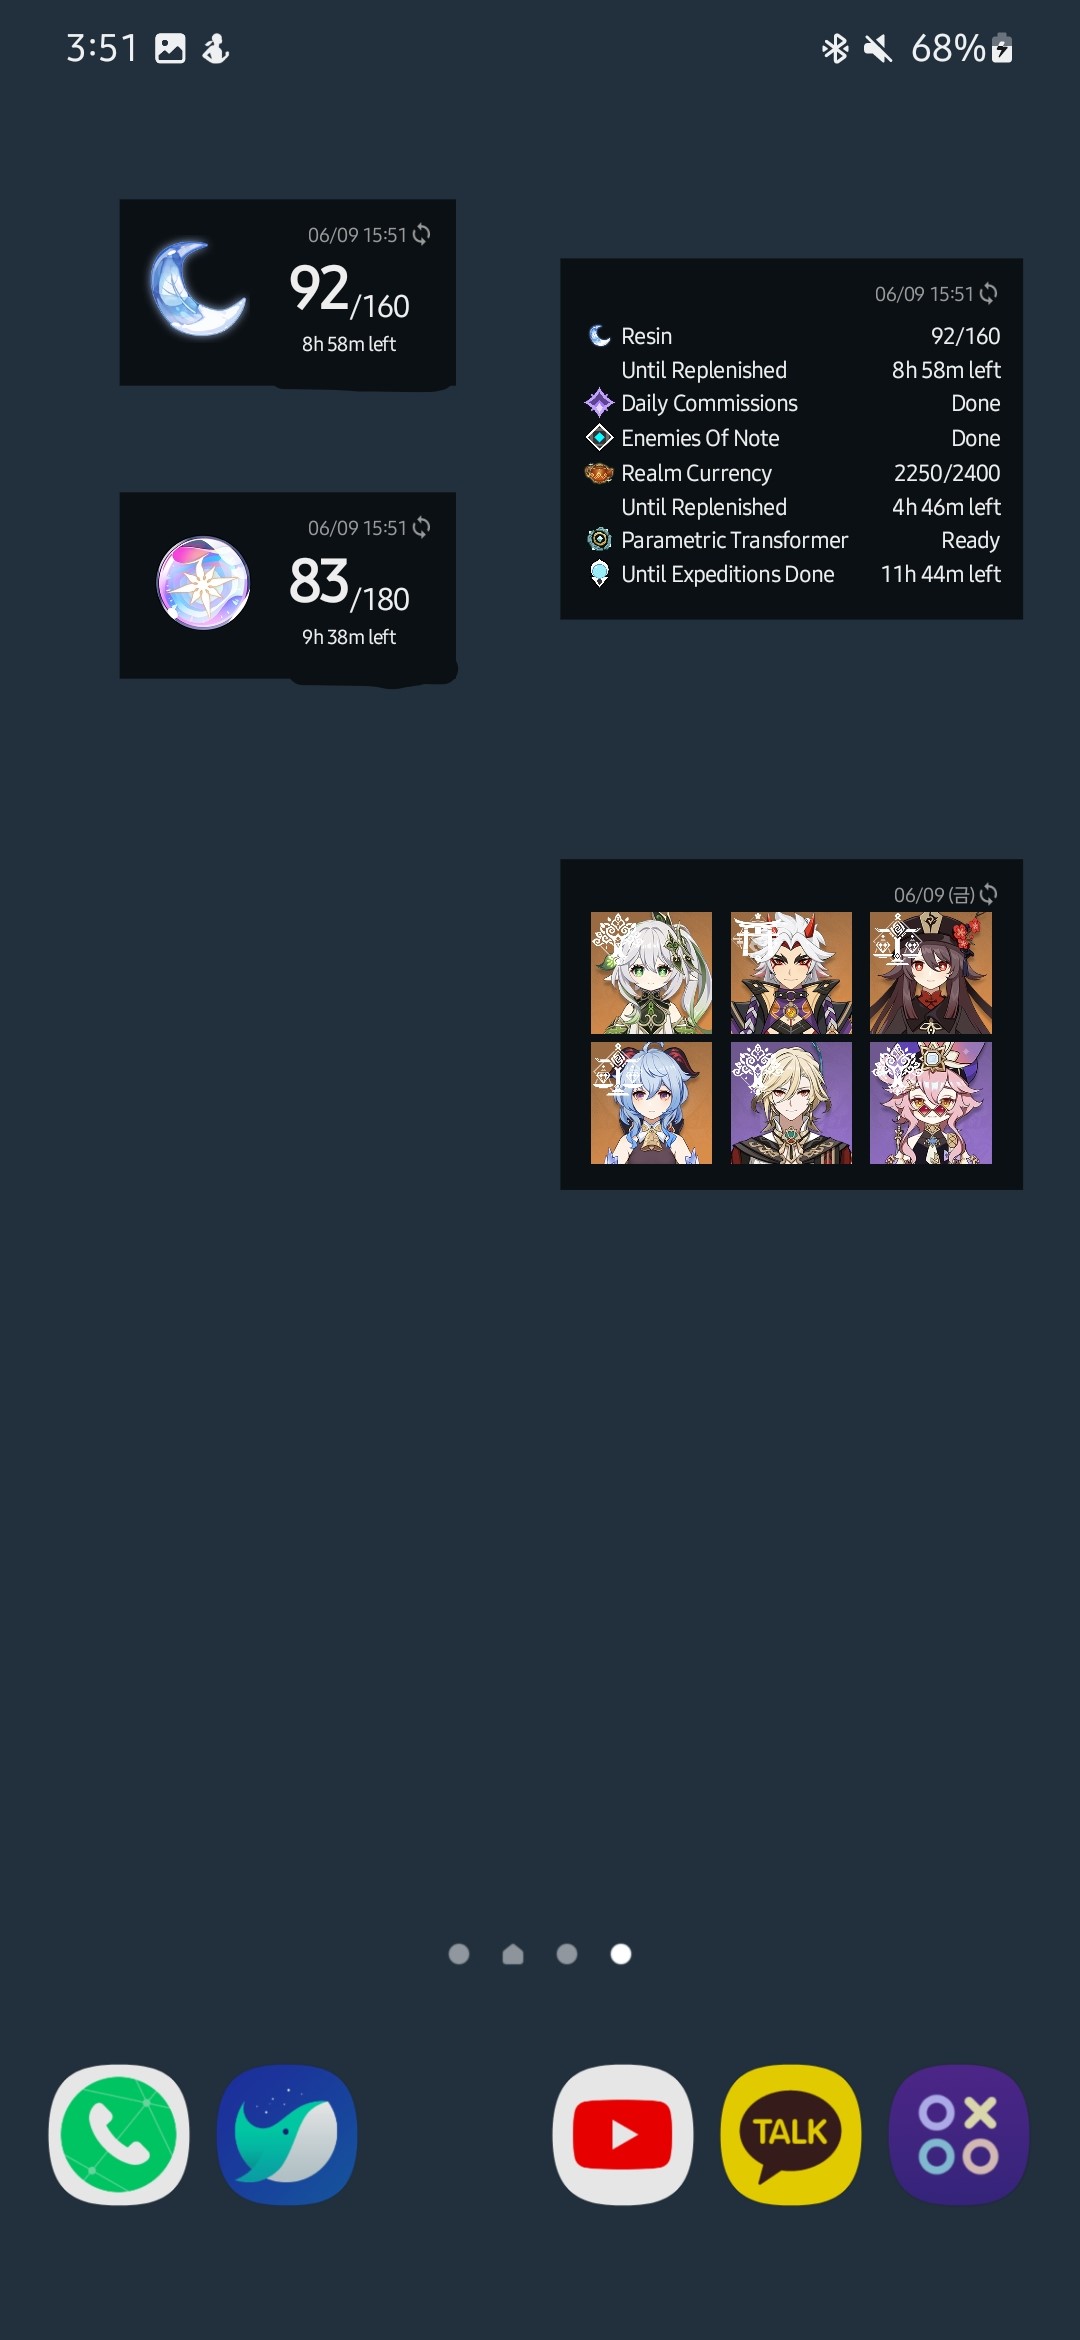 3:51
68%
06/09 15:51
92/160
8h 58m left
06/09 15:51
83/180
9h 38m left
06/09 15:51
Resin 92/160
Until Replenished 8h 58m left
Daily Commissions Done
Enemies Of Note Done
Realm Currency 2250/2400
Until Replenished 4h 46m left
Parametric Transformer Ready
Until Expeditions Done 11h 44m left
06/09 (금)
TALK